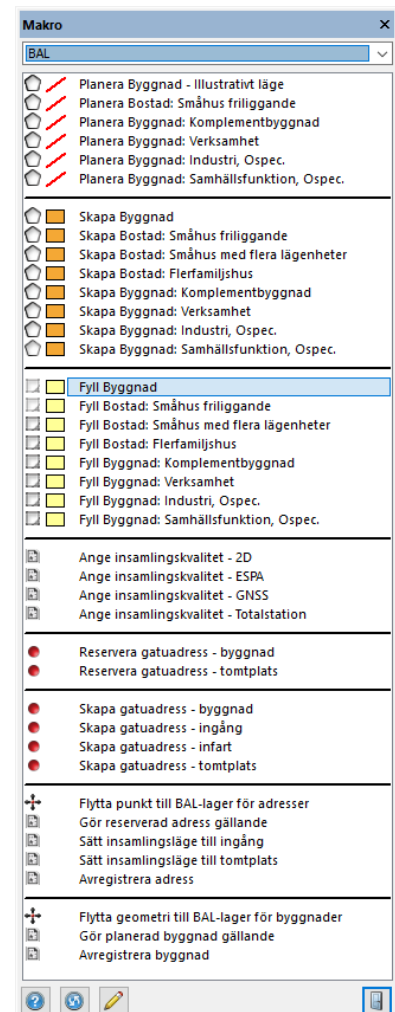 Makro
BAL
Planera Byggnad - Illustrativt läge
Planera Bostad: Småhus friliggande
Planera Byggnad: Komplementbyggnad
Planera Byggnad: Verksamhet
Planera Byggnad: Industri, Ospec.
Planera Byggnad: Samhällsfunktion, Ospec.
Skapa Byggnad
Skapa Bostad: Småhus friliggande
Skapa Bostad: Småhus med flera lägenheter
Skapa Bostad: Flerfamiljshus
Skapa Byggnad: Komplementbyggnad
Skapa Byggnad: Verksamhet
Skapa Byggnad: Industri, Ospec.
Skapa Byggnad: Samhällsfunktion, Ospec.
Fyll Byggnad
Fyll Bostad: Småhus friliggande
Fyll Bostad: Småhus med flera lägenheter
Fyll Bostad: Flerfamiljshus
Fyll Byggnad: Komplementbyggnad
Fyll Byggnad: Verksamhet
Fyll Byggnad: Industri, Ospec.
Fyll Byggnad: Samhällsfunktion, Ospec.
Ange insamlingskvalitet - 2D
Ange insamlingskvalitet - ESPA
Ange insamlingskvalitet - GNSS
Ange insamlingskvalitet - Totalstation
Reservera gatuadress - byggnad
Reservera gatuadress - tomtplats
Skapa gatuadress - byggnad
Skapa gatuadress - ingång
Skapa gatuadress - infart
Skapa gatuadress - tomtplats
Flytta punkt till BAL-lager för adresser
Gör reserverad adress gällande
Sätt insamlingsläge till ingång
Sätt insamlingsläge till tomtplats
Avregistrera adress
Flytta geometri till BAL-lager för byggnader
Gör planerad byggnad gällande
Avregistrera byggnad